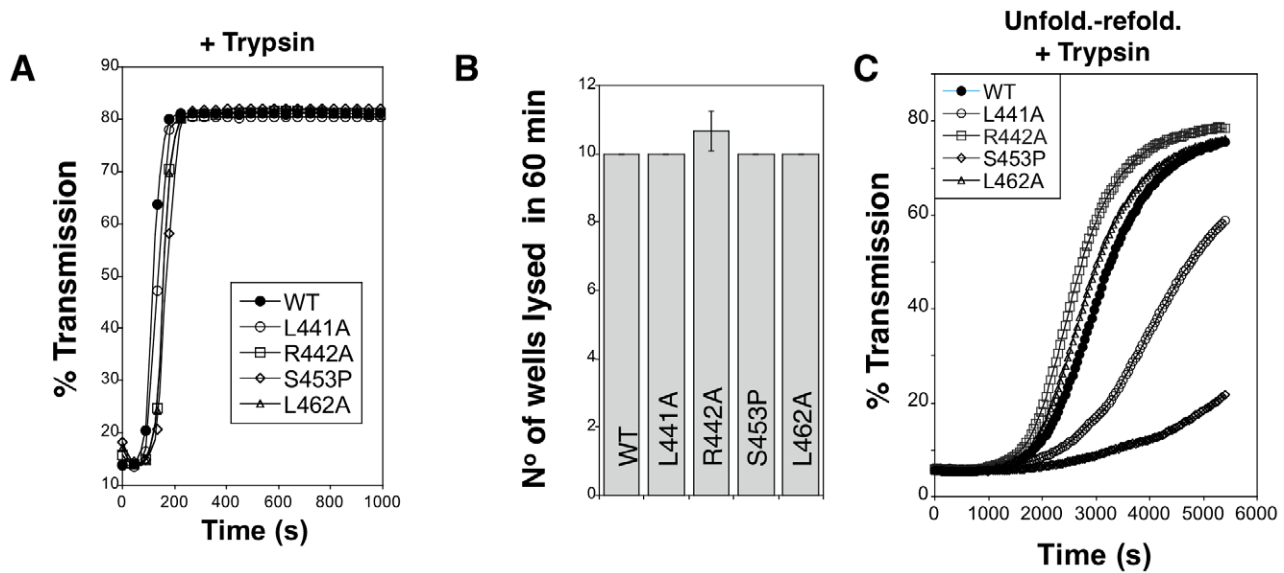 A
+ Trypsin
% Transmission
90
80
70
60
50
40
30
20
10
WT
L441A
R442A
S453P
L462A
0
200
400
600
800
1000
Time (s)
B
Nº of wells lysed in 60 min
12
10
8
6
4
2
0
WT
L441A
R442A
S453P
L462A
C
Unfold.-refold.
+ Trypsin
% Transmission
80
60
40
20
0
WT
L441A
R442A
S453P
L462A
0
1000
2000
3000
4000
5000
6000
Time (s)